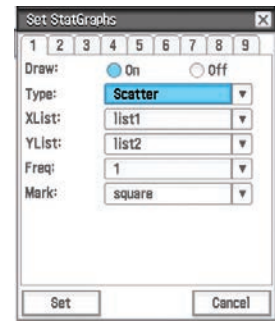 Set StatGraphs
1 2 3 4 5 6 7 8 9
Draw: On Off
Type: Scatter
XList: list1
YList: list2
Freq: 1
Mark: square
Set Cancel